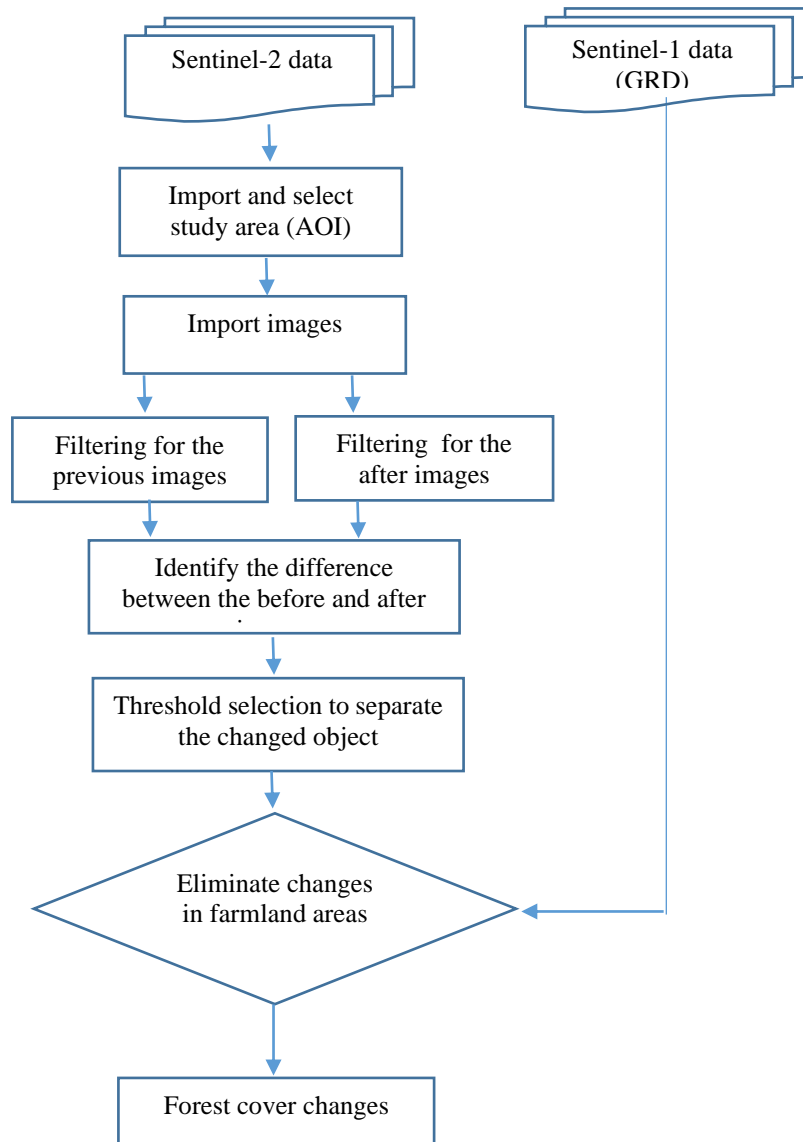 Sentinel-2 data
Sentinel-1 data
(GRD)
Import and select
study area (AOI)
Import images
Filtering for the
previous images
Filtering for the
after images
Identify the difference
between the before and after
Threshold selection to separate
the changed object
Eliminate changes
in farmland areas
Forest cover changes